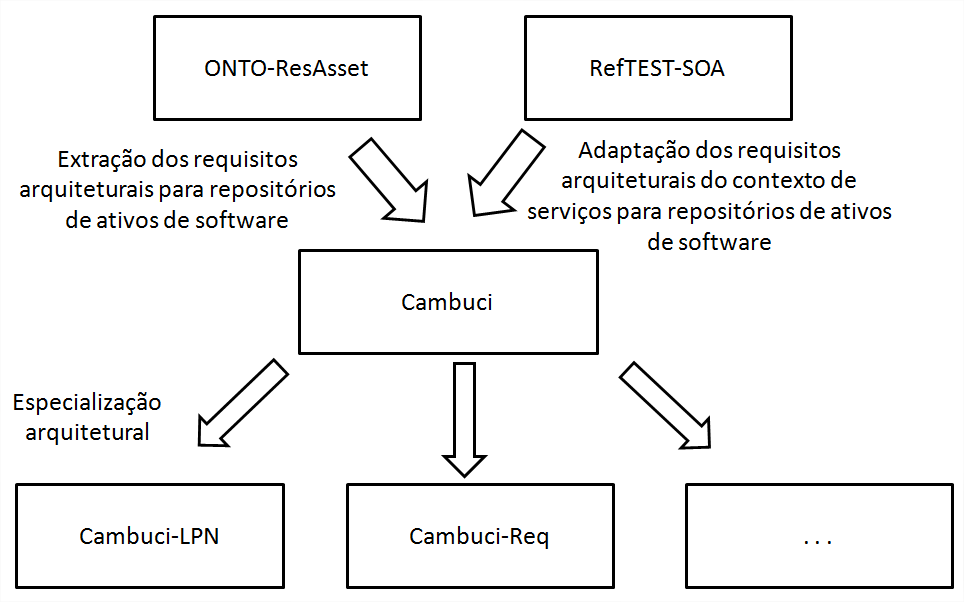 ONTO-ResAsset
RefTEST-SOA
Extração dos requisitos
arquiteturais para repositórios
de ativos de software
Adaptação dos requisitos
arquiteturais do contexto de
serviços para repositórios de ativos
de software
Cambuci
Especialização
arquitetural
Cambuci-LPN
Cambuci-Req
. . .